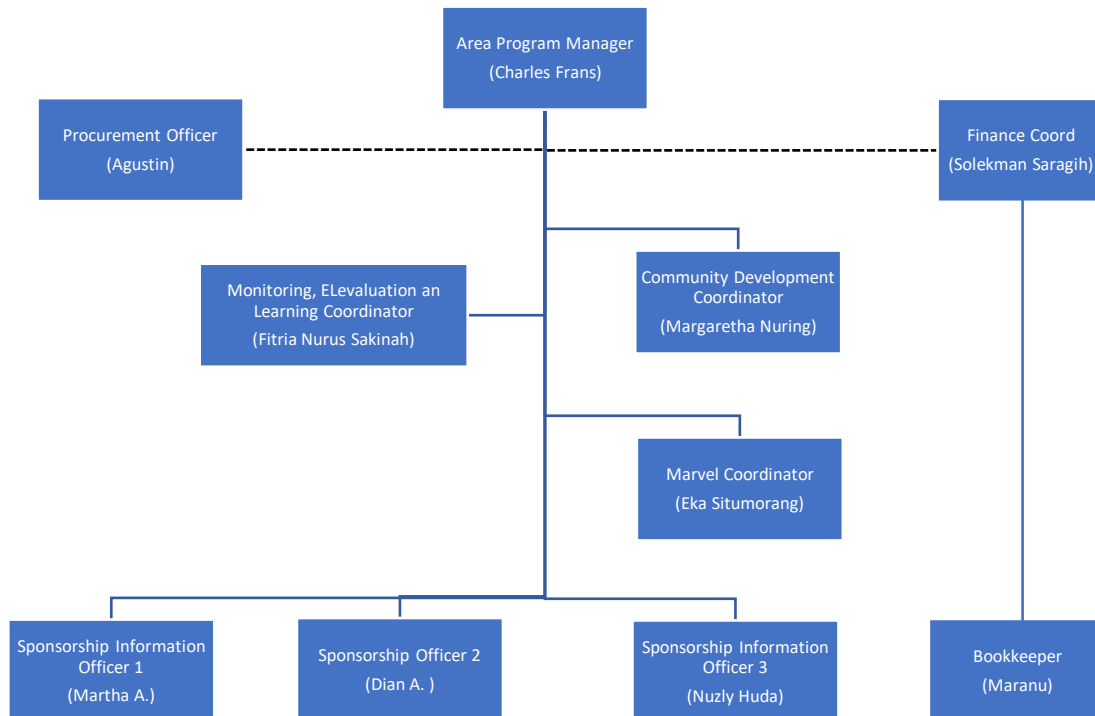 Area Program Manager
(Charles Frans)
Procurement Officer
(Agustin)
Finance Coord
(Solekman Saragih)
Monitoring, ELevaluation an
Learning Coordinator
(Fitria Nurus Sakinah)
Community Development
Coordinator
(Margaretha Nuring)
Marvel Coordinator
(Eka Situmorang)
Sponsorship Information
Officer 1
(Martha A.)
Sponsorship Officer 2
(Dian A. )
Sponsorship Information
Officer 3
(Nuzly Huda)
Bookkeeper
(Maranu)